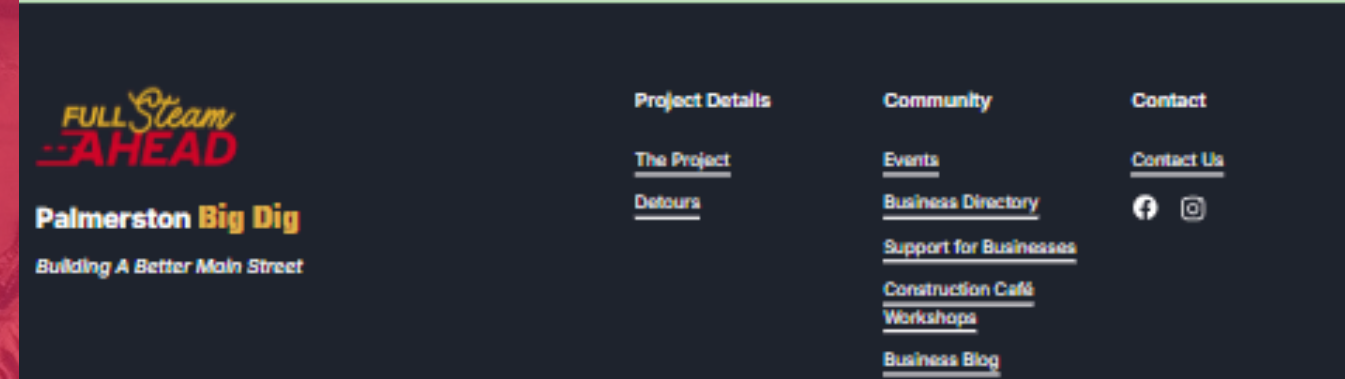 FULL Steam
AHEAD
Palmerston Big Dig
Building A Better Main Street
Project Details
The Project
Detours
Community
Events
Business Directory
Support for Businesses
Construction Café
Workshops
Business Blog
Contact
Contact Us